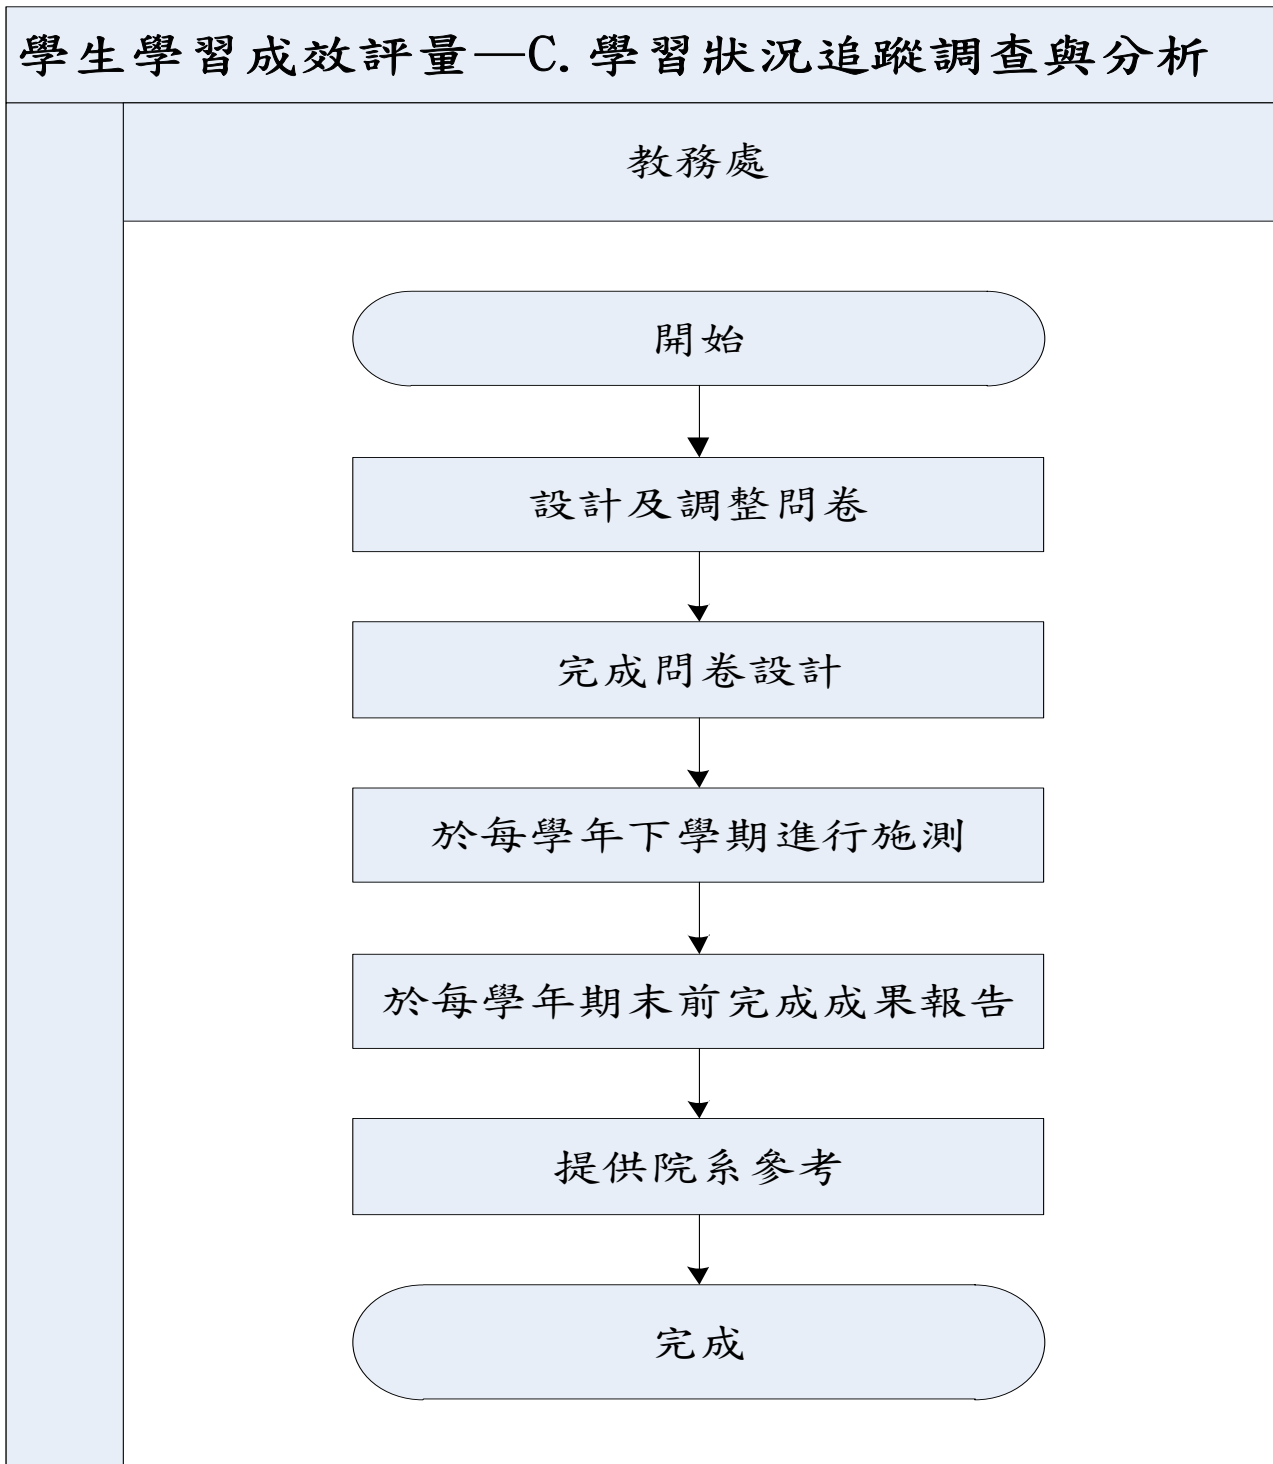 學生學習成效評量—C. 學習狀況追蹤調查與分析
教務處
開始
設計及調整問卷
完成問卷設計
於每學年下學期進行施測
於每學年期末前完成成果報告
提供院系參考
完成